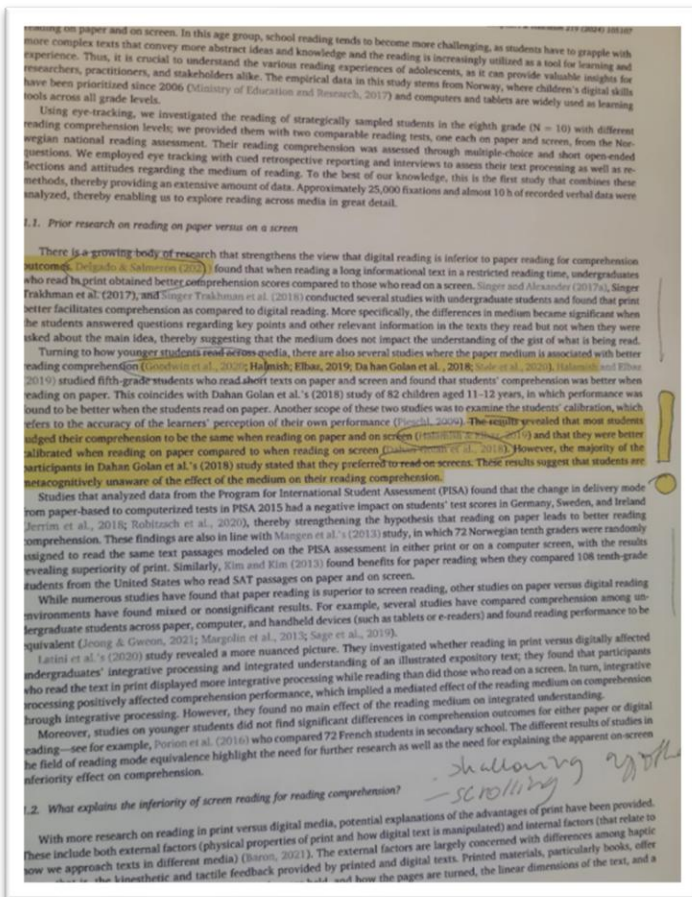 reading on paper and on screen. In this age group, school reading tends to become more challenging, as students have to grapple with
more complex texts that convey more abstract ideas and knowledge and the reading is increasingly utilized as a tool for learning and
experience. Thus, it is crucial to understand the various reading experiences of adolescents, as it can provide valuable insights for
researchers, practitioners, and stakeholders alike. The empirical data in this study stems from Norway, where children's digital skills
have been prioritized since 2006 (Ministry of Education and Research, 2017) and computers and tablets are widely used as learning
tools across all grade levels.
Using eye-tracking, we investigated the reading of strategically sampled students in the eighth grade (N = 10) with different
reading comprehension levels; we provided them with two comparable reading tests, one each on paper and screen, from the Nor-
wegian national reading assessment. Their reading comprehension was assessed through multiple-choice and short open-ended
questions. We employed eye tracking with cued retrospective reporting and interviews to assess their text processing as well as re-
flections and attitudes regarding the medium of reading. To the best of our knowledge, this is the first study that combines these
methods, thereby providing an extensive amount of data. Approximately 25,000 fixations and almost 10 h of recorded verbal data were
analyzed, thereby enabling us to explore reading across media in great detail.
1.1. Prior research on reading on paper versus on a screen
There is a growing body of research that strengthens the view that digital reading is inferior to paper reading for comprehension
outcomes. Delgado & Salmerón (202 ) found that when reading a long informational text in a restricted reading time, undergraduates
who read in print obtained better comprehension scores compared to those who read on a screen. Singer and Alexander (2017a), Singer
Trakhman et al. (2017), and Singer Trakhman et al. (2018) conducted several studies with undergraduate students and found that print
better facilitates comprehension as compared to digital reading. More specifically, the differences in medium became significant when
the students answered questions regarding key points and other relevant information in the texts they read but not when they were
asked about the main idea, thereby suggesting that the medium does not impact the understanding of the gist of what is being read.
Turning to how younger students read across media, there are also several studies where the paper medium is associated with better
reading comprehension (Goodwin et al., 2020; Halmish; Elbaz, 2019; Da han Golan et al. , 2018; Støle et al., 2020). Halamish and Elbaz
(2019) studied fifth-grade students who read short texts on paper and screen and found that students' comprehension was better when
reading on paper. This coincides with Dahan Golan et al.'s (2018) study of 82 children aged 11–12 years, in which performance was
found to be better when the students read on paper. Another scope of these two studies was to examine the students' calibration, which
refers to the accuracy of the learners' perception of their own performance (Pieschl, 2009). The results revealed that most students
judged their comprehension to be the same when reading on paper and on screen (Halamish & Elbaz, 2019) and that they were better
calibrated when reading on paper compared to when reading on screen (Dahan Golan et al., 2018). However, the majority of the
participants in Dahan Golan et al.'s (2018) study stated that they preferred to read on screens. These results suggest that students are
metacognitively unaware of the effect of the medium on their reading comprehension.
Studies that analyzed data from the Program for International Student Assessment (PISA) found that the change in delivery mode
from paper-based to computerized tests in PISA 2015 had a negative impact on students' test scores in Germany, Sweden, and Ireland
(Jerrim et al., 2018; Robitzsch et al., 2020), thereby strengthening the hypothesis that reading on paper leads to better reading
comprehension. These findings are also in line with Mangen et al.'s (2013) study, in which 72 Norwegian tenth graders were randomly
assigned to read the same text passages modeled on the PISA assessment in either print or on a computer screen, with the results
revealing superiority of print. Similarly, Kim and Kim (2013) found benefits for paper reading when they compared 108 tenth-grade
students from the United States who read SAT passages on paper and on screen.
While numerous studies have found that paper reading is superior to screen reading, other studies on paper versus digital reading
environments have found mixed or nonsignificant results. For example, several studies have compared comprehension among un-
dergraduate students across paper, computer, and handheld devices (such as tablets or e-readers) and found reading performance to be
equivalent (Jeong & Gweon, 2021; Margolin et al., 2013; Sage et al., 2019).
Latini et al.'s (2020) study revealed a more nuanced picture. They investigated whether reading in print versus digitally affected
undergraduates' integrative processing and integrated understanding of an illustrated expository text; they found that participants
who read the text in print displayed more integrative processing while reading than did those who read on a screen. In turn, integrative
processing positively affected comprehension performance, which implied a mediated effect of the reading medium on comprehension
through integrative processing. However, they found no main effect of the reading medium on integrated understanding.
Moreover, studies on younger students did not find significant differences in comprehension outcomes for either paper or digital
reading—see for example, Porion et al. (2016) who compared 72 French students in secondary school. The different results of studies in
the field of reading mode equivalence highlight the need for further research as well as the need for explaining the apparent on-screen
inferiority effect on comprehension.
shallowing
– scrolling
1.2. What explains the inferiority of screen reading for reading comprehension?
With more research on reading in print versus digital media, potential explanations of the advantages of print have been provided.
These include both external factors (physical properties of print and how digital text is manipulated) and internal factors (that relate to
how we approach texts in different media) (Baron, 2021). The external factors are largely concerned with differences among haptic
the kinesthetic and tactile feedback provided by printed and digital texts. Printed materials, particularly books, offer
held, and how the pages are turned, the linear dimensions of the text, and a